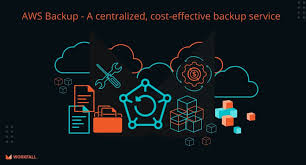 AWS Backup - A centralized, cost-effective backup service
WORKFALL